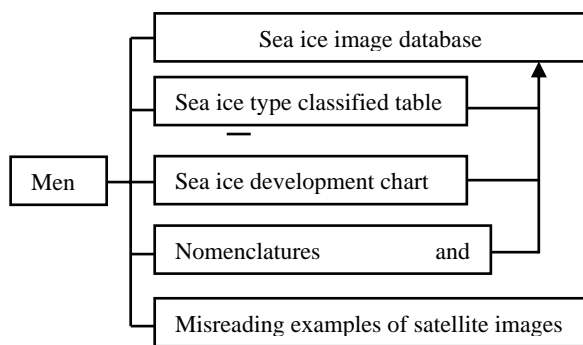 Sea ice image database
Sea ice type classified table
Men
Sea ice development chart
Nomenclatures and
Misreading examples of satellite images